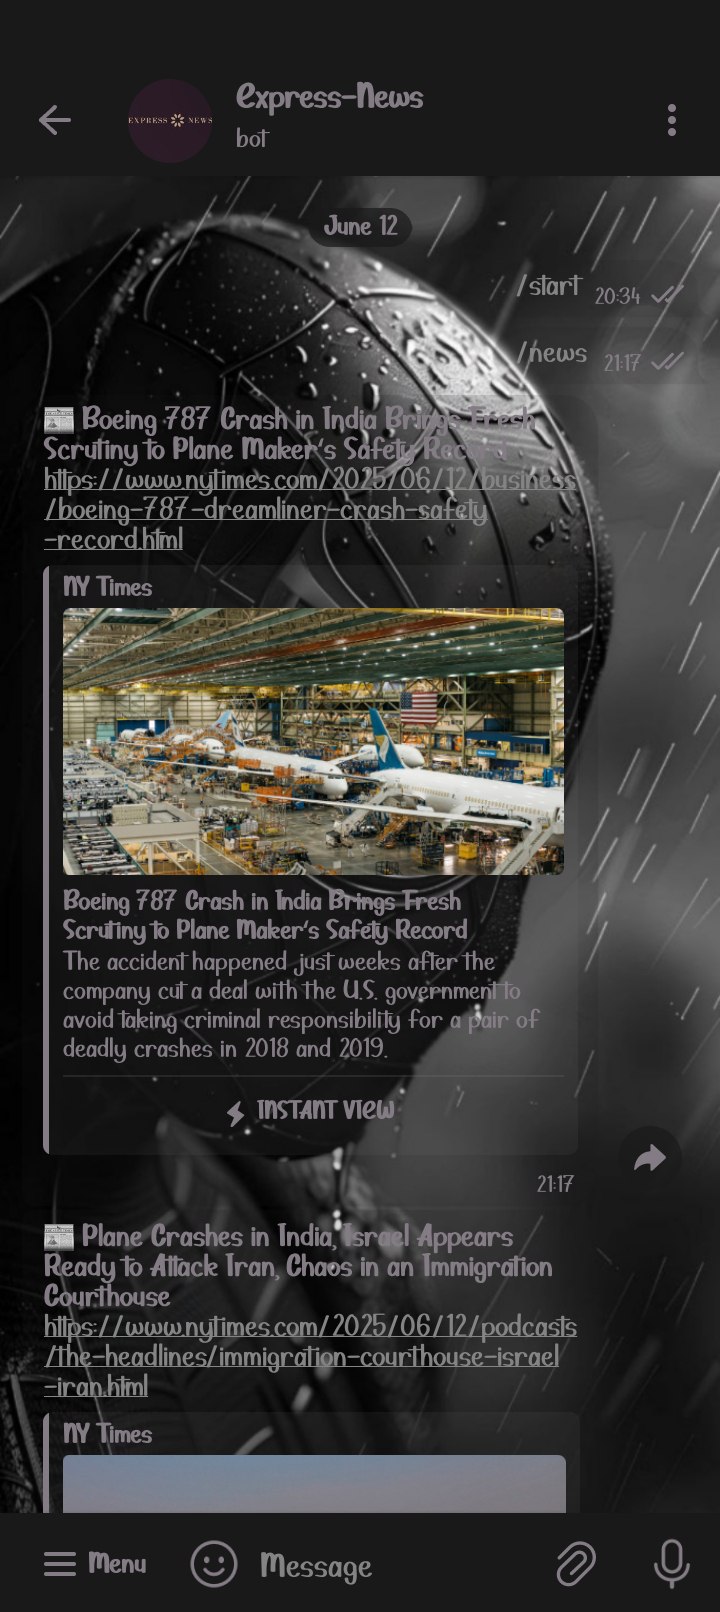 Express-News
EXPRESS NEWS
bot
June 12
/start 20:34
/news 21:17
Boeing 787 Crash in India Brings Fresh
Scrutiny to Plane Maker's Safety Record
https://www.nytimes.com/2025/06/12/business
/boeing-787-dreamliner-crash-safety
-record.html
NY Times
Boeing 787 Crash in India Brings Fresh
Scrutiny to Plane Maker's Safety Record
The accident happened just weeks after the
company cut a deal with the U.S. government to
avoid taking criminal responsibility for a pair of
deadly crashes in 2018 and 2019.
INSTANT VIEW
21:17
Plane Crashes in India, Israel Appears
Ready to Attack Iran, Chaos in an Immigration
Courthouse
https://www.nytimes.com/2025/06/12/podcasts
/the-headlines/immigration-courthouse-israel
-iran.html
NY Times
Menu
Message